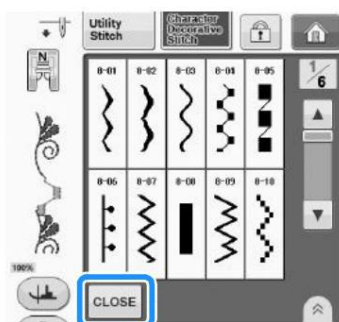 Utility
Stitch
Character
Decorative
Stitch
N
8-01 8-02 8-03 8-04 8-05
1/6
8-06 8-07 8-08 8-09 8-10
100%
CLOSE